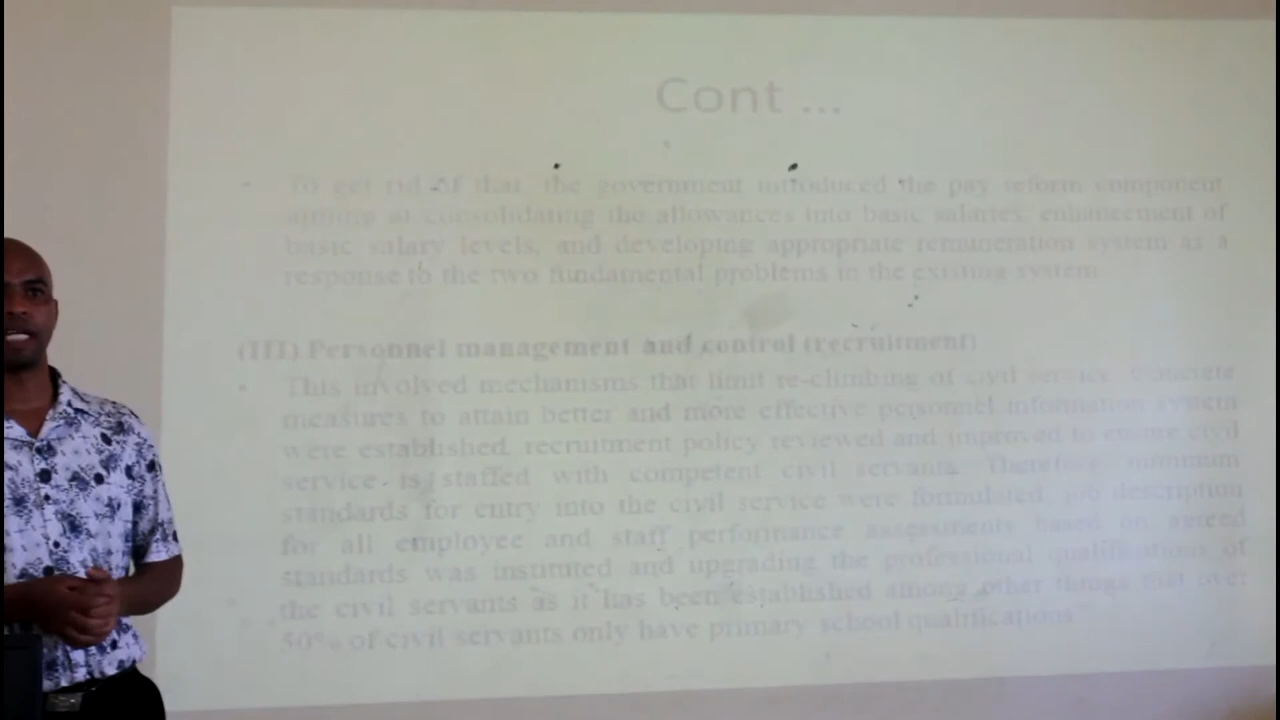 Cont ...
• To get rid of that, the government introduced the pay reform component
aiming at consolidating the allowances into basic salaries, enhancement of
basic salary levels, and developing appropriate remuneration system as a
response to the two fundamental problems in the existing system
(III) Personnel management and control (recruitment)
• This involved mechanisms that limit re-climbing of civil service. Concrete
measures to attain better and more effective personnel information system
were established, recruitment policy reviewed and improved to ensure civil
service is staffed with competent civil servants. Therefore, minimum
standards for entry into the civil service were formulated, job description
for all employee and staff performance assessments based on agreed
standards was instituted and upgrading the professional qualifications of
the civil servants as it has been established among other things that over
50% of civil servants only have primary school qualifications